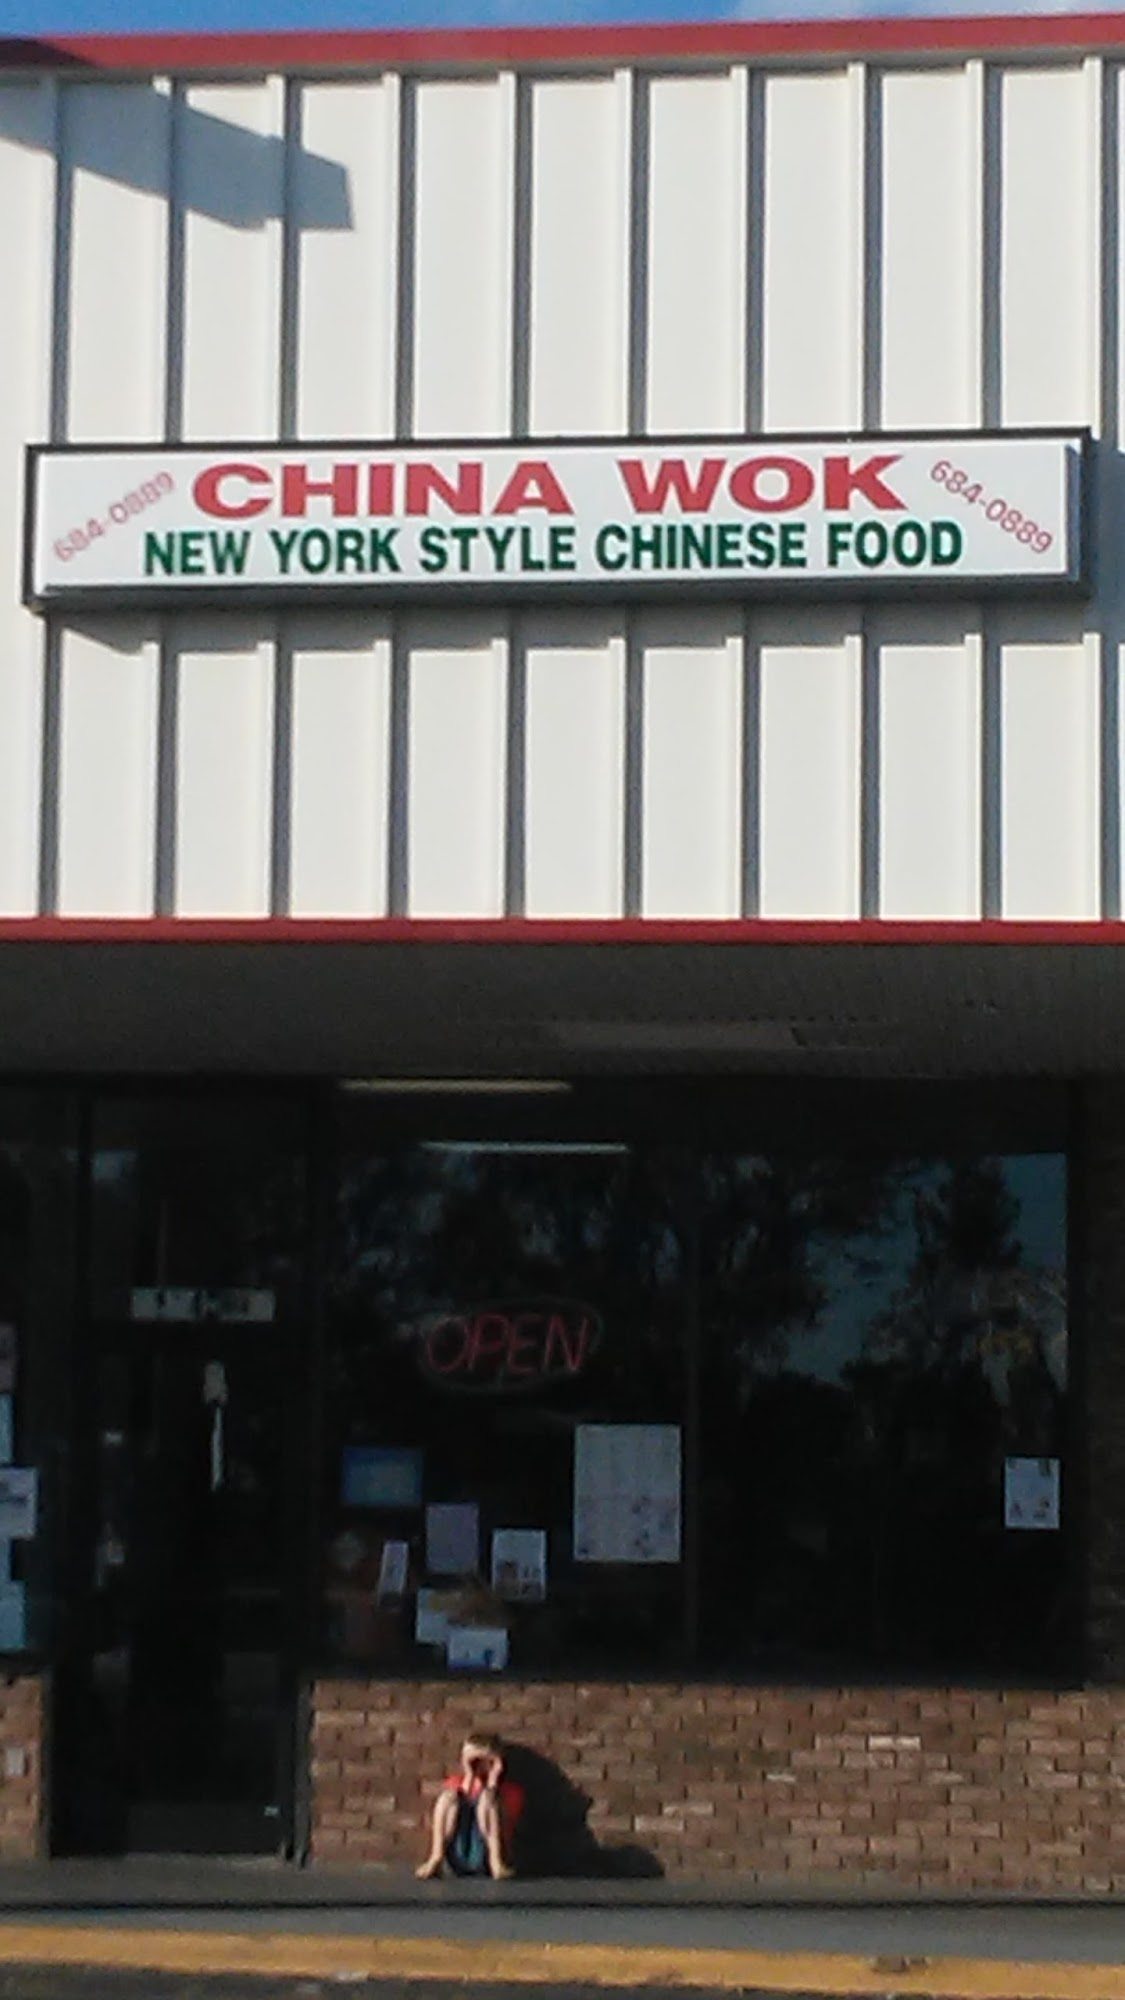 CHINA WOK
684-0889
684-0889
NEW YORK STYLE CHINESE FOOD
OPEN